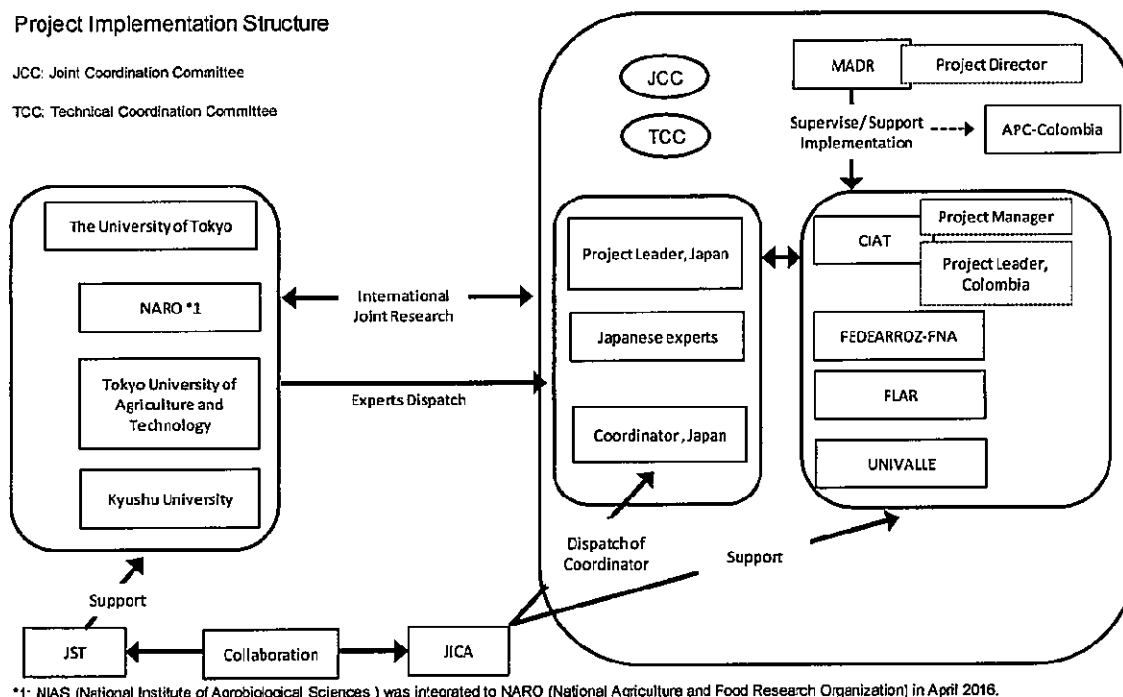 Project Implementation Structure
JCC: Joint Coordination Committee
TCC: Technical Coordination Committee
JCC
TCC
MADR
Project Director
Supervise/Support
Implementation
APC-Colombia
The University of Tokyo
NARO *1
Tokyo University of
Agriculture and
Technology
Kyushu University
International
Joint Research
Experts Dispatch
Project Leader, Japan
Japanese experts
Coordinator, Japan
CIAT
Project Manager
Project Leader,
Colombia
FEDEARROZ-FNA
FLAR
UNIVALLE
Dispatch of
Coordinator
Support
Support
JST
Collaboration
JICA
*1: NIAS (National Institute of Agrobiological Sciences ) was integrated to NARO (National Agriculture and Food Research Organization) in April 2016.